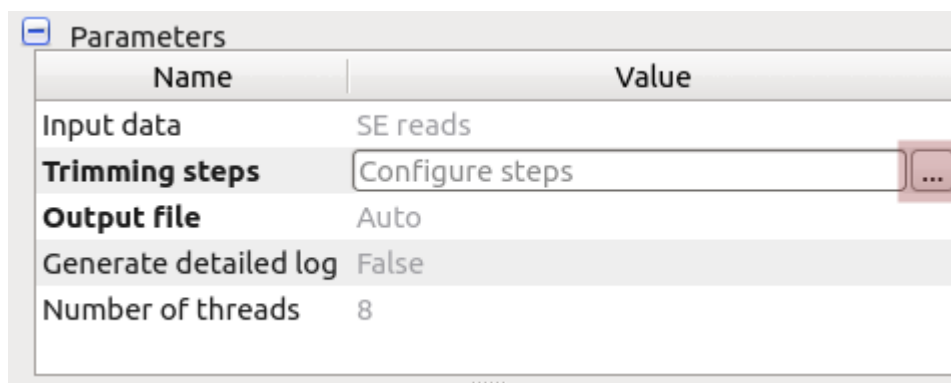 Parameters
Name Value
Input data SE reads
Trimming steps Configure steps ...
Output file Auto
Generate detailed log False
Number of threads 8